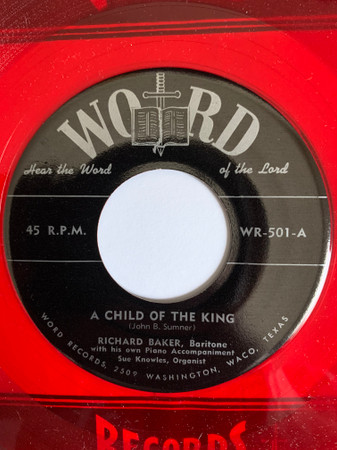 WORD
Hear the Word of the Lord
45 R.P.M. WR-501-A
A CHILD OF THE KING
(John B. Sumner)
RICHARD BAKER, Baritone
with his own Piano Accompaniment
Sue Knowles, Organist
WORD RECORDS, 2509 WASHINGTON, WACO, TEXAS
RECORDS